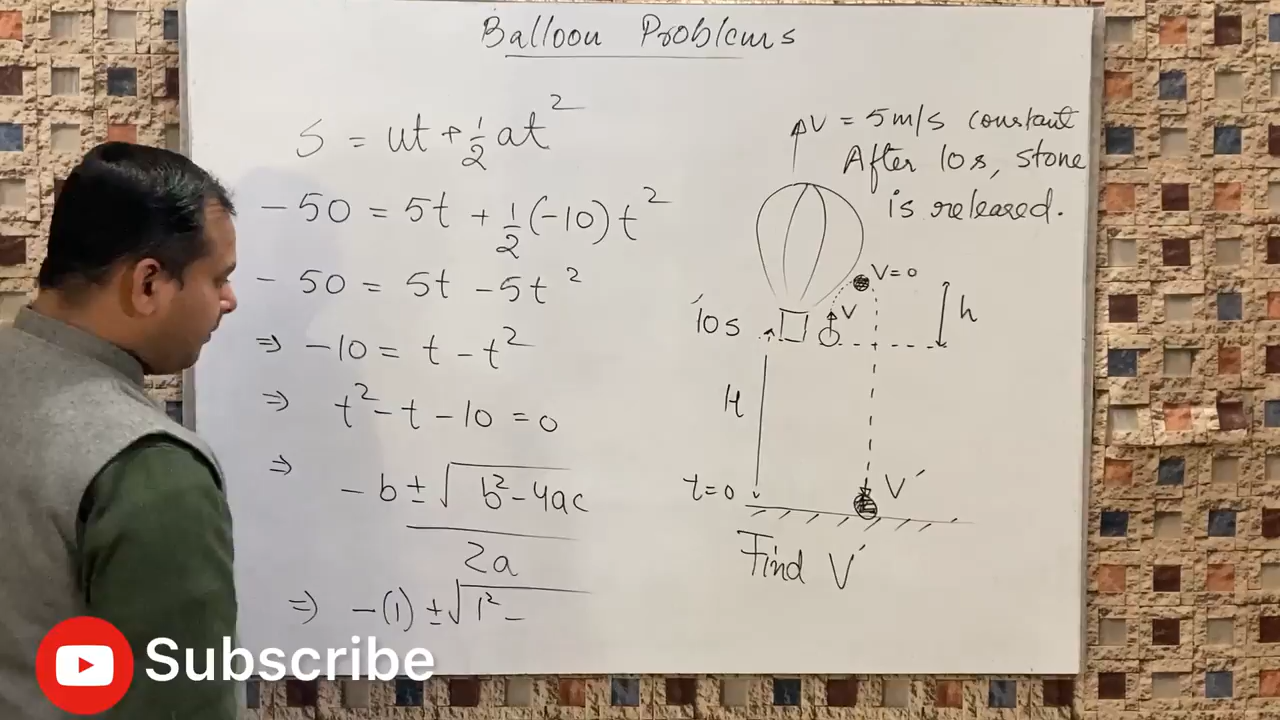 Balloon Problems
S = ut + 1/2 at²
-50 = 5t + 1/2 (-10) t²
-50 = 5t - 5t²
⇒ -10 = t - t²
⇒ t² - t - 10 = 0
⇒ -b ± √(b² - 4ac) / 2a
⇒ -(1) ± √(1² -
V = 5m/s constant
After 10s, stone
is released.
V=0
V
h
10s
H
t=0
V′
Find V′
Subscribe